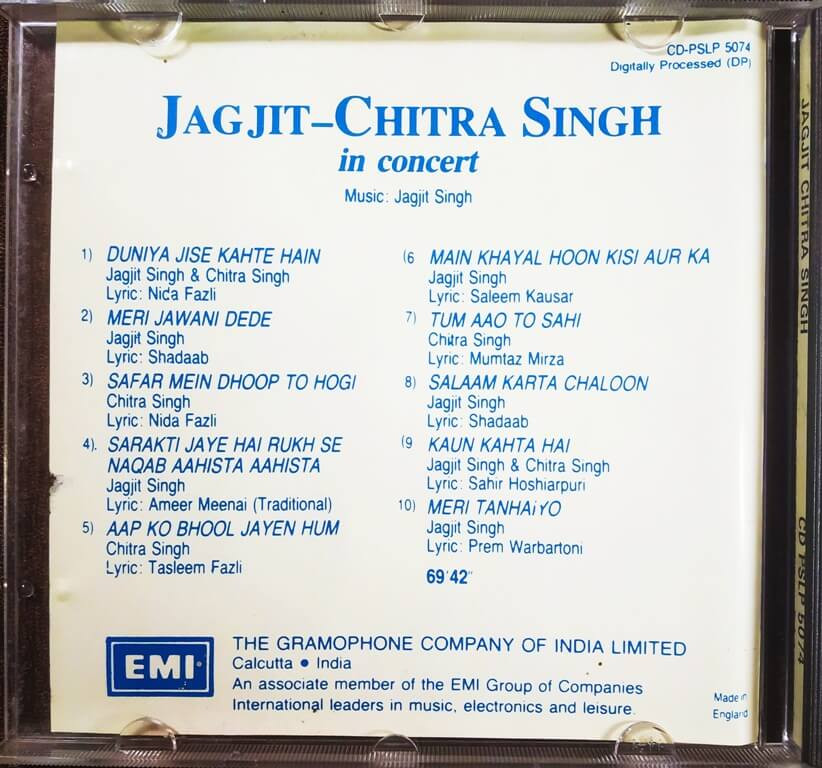 CD-PSLP 5074
Digitally Processed (DP)
JAGJIT–CHITRA SINGH
in concert
Music: Jagjit Singh
1) DUNIYA JISE KAHTE HAIN
Jagjit Singh & Chitra Singh
Lyric: Nida Fazli
2) MERI JAWANI DEDE
Jagjit Singh
Lyric: Shadaab
3) SAFAR MEIN DHOOP TO HOGI
Chitra Singh
Lyric: Nida Fazli
4). SARAKTI JAYE HAI RUKH SE
NAQAB AAHISTA AAHISTA
Jagjit Singh
Lyric: Ameer Meenai (Traditional)
5) AAP KO BHOOL JAYEN HUM
Chitra Singh
Lyric: Tasleem Fazli
(6 MAIN KHAYAL HOON KISI AUR KA
Jagjit Singh
Lyric: Saleem Kausar
7) TUM AAO TO SAHI
Chitra Singh
Lyric: Mumtaz Mirza
8) SALAAM KARTA CHALOON
Jagjit Singh
Lyric: Shadaab
(9 KAUN KAHTA HAI
Jagjit Singh & Chitra Singh
Lyric: Sahir Hoshiarpuri
10) MERI TANHAiYO
Jagjit Singh
Lyric: Prem Warbartoni
69'42"
EMI
THE GRAMOPHONE COMPANY OF INDIA LIMITED
Calcutta • India
An associate member of the EMI Group of Companies
International leaders in music, electronics and leisure.
Made in
England
JAGJIT CHITRA SINGH
CD PSLP 5074